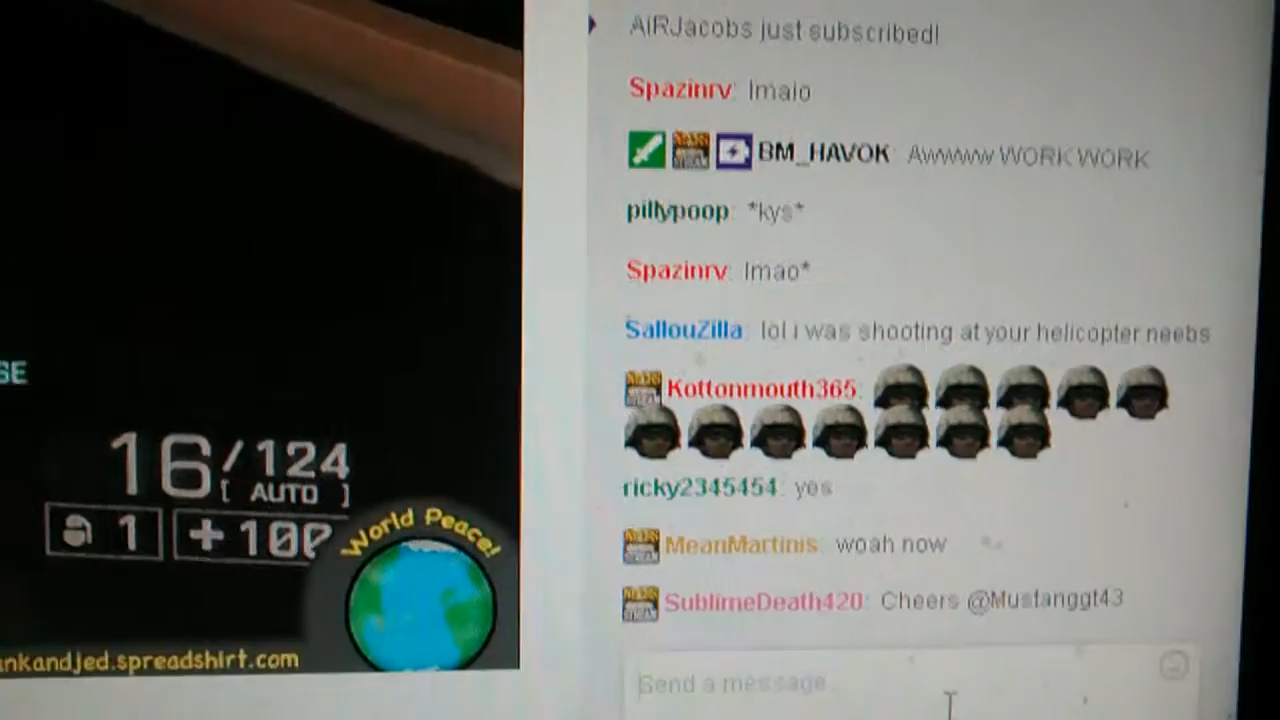 AIRJacobs just subscribed!
Spazinrv: lmaio
BM_HAVOK: Awwww WORK WORK
pillypoop: *kys*
Spazinrv: lmao*
SallouZilla: lol i was shooting at your helicopter neebs
Kottonmouth365:
ricky2345454: yes
MeanMartinis: woah now
SublimeDeath420: Cheers @Mustanggt43
Send a message
SE
16/124
[ AUTO ]
1 +100
World Peace!
ankandjed.spreadshirt.com